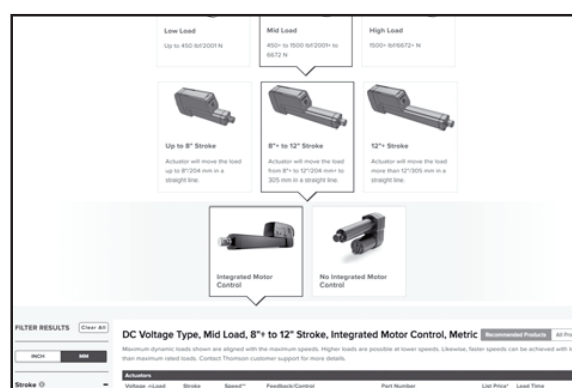 Low Load
Mid Load
High Load
Up to 450 lbf/2001 N
450+ to 1500 lbf/2001+ to
6672 N
1500+ lbf/6672+ N
Up to 8" Stroke
Actuator will move the load
up to 8"/204 mm in a
straight line.
8"+ to 12" Stroke
Actuator will move the load
from 8"+ to 12"/204 mm+ to
305 mm in a straight line.
12"+ Stroke
Actuator will move the load
more than 12"/305 mm in a
straight line.
Integrated Motor
Control
No Integrated Motor
Control
FILTER RESULTS
Clear All
INCH
MM
Stroke
DC Voltage Type, Mid Load, 8"+ to 12" Stroke, Integrated Motor Control, Metric
Recommended Products
All Pro
Maximum dynamic loads shown are aligned with the maximum speeds. Higher loads are possible at lower speeds. Likewise, faster speeds can be achieved with l
than maximum rated loads. Contact Thomson customer support for more details.
Actuators
Voltage
Load
Stroke
Speed**
Feedback/Control
Part Number
List Price*
Lead Time